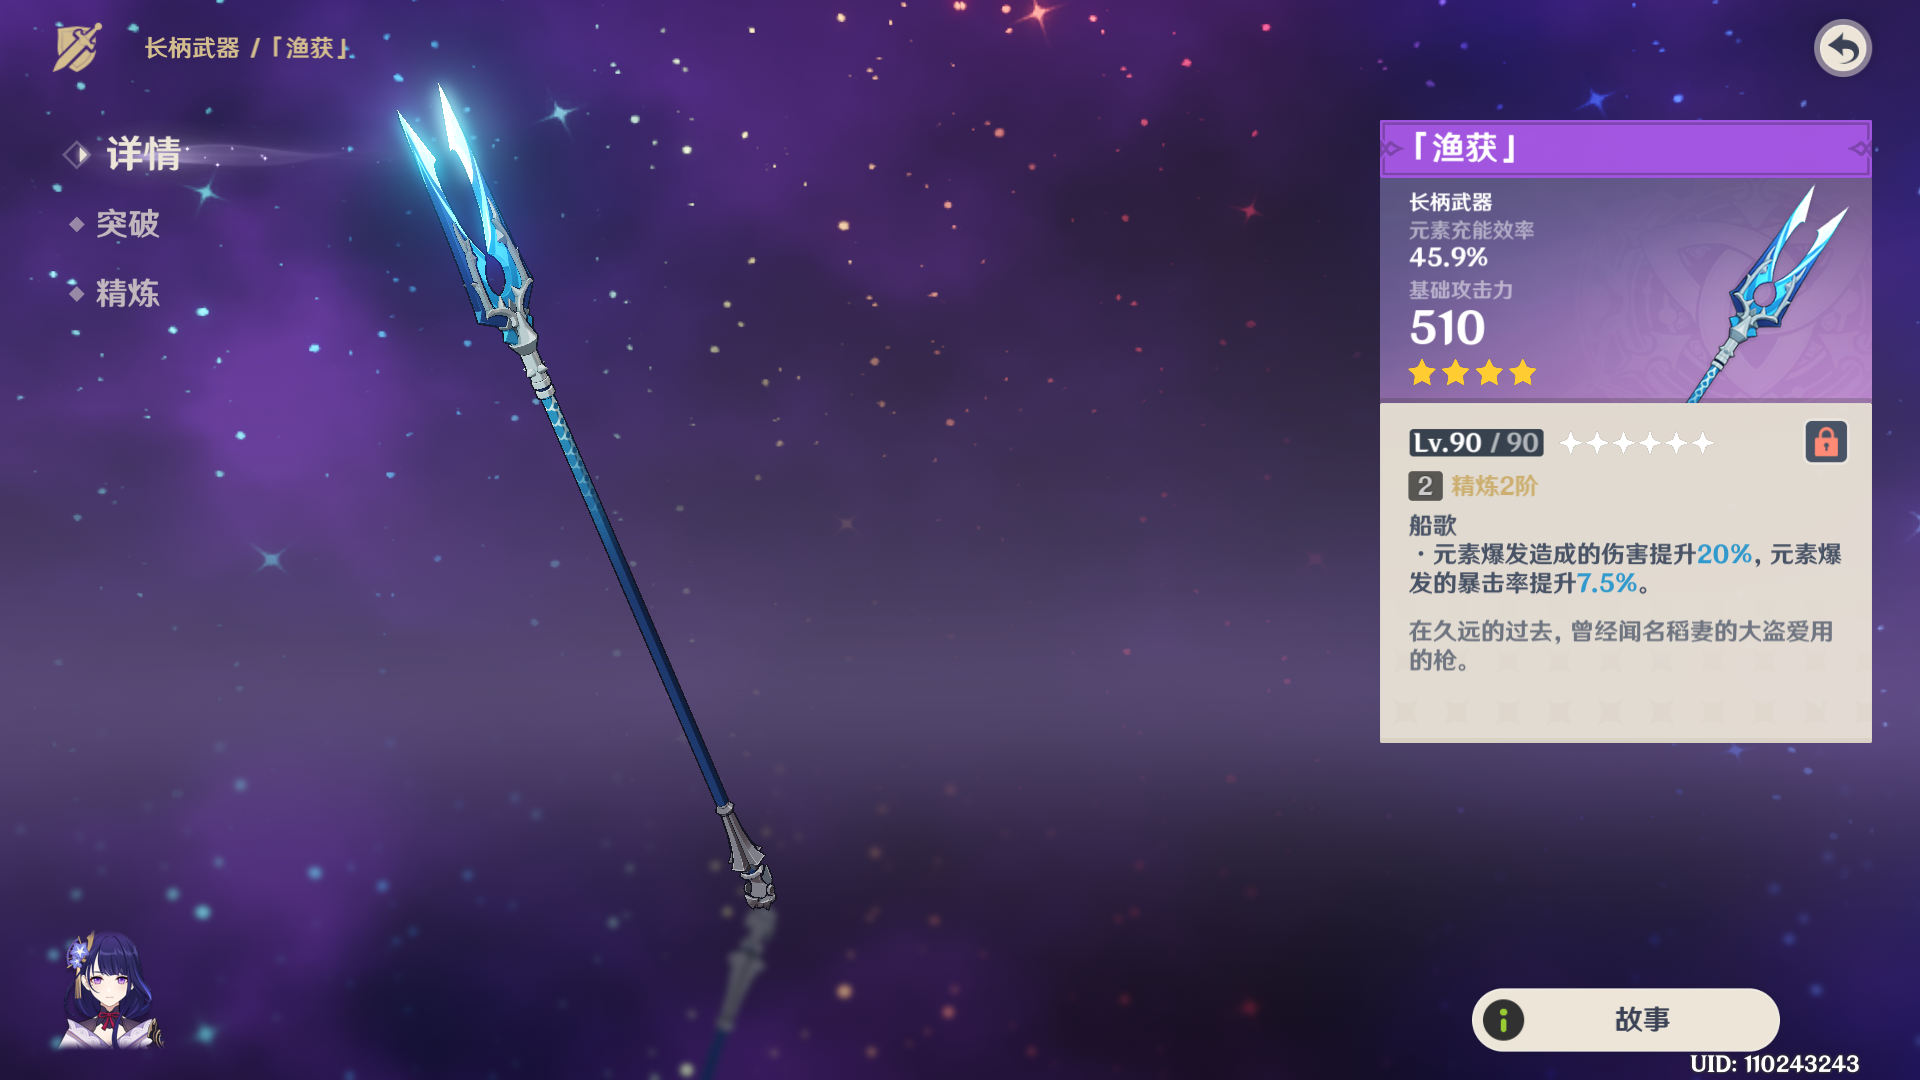 长柄武器 /「渔获」
详情
突破
精炼
「渔获」
长柄武器
元素充能效率
45.9%
基础攻击力
510
Lv.90 / 90
2 精炼2阶
船歌
·元素爆发造成的伤害提升20%，元素爆
发的暴击率提升7.5%。
在久远的过去，曾经闻名稻妻的大盗爱用
的枪。
故事
UID: 110243243